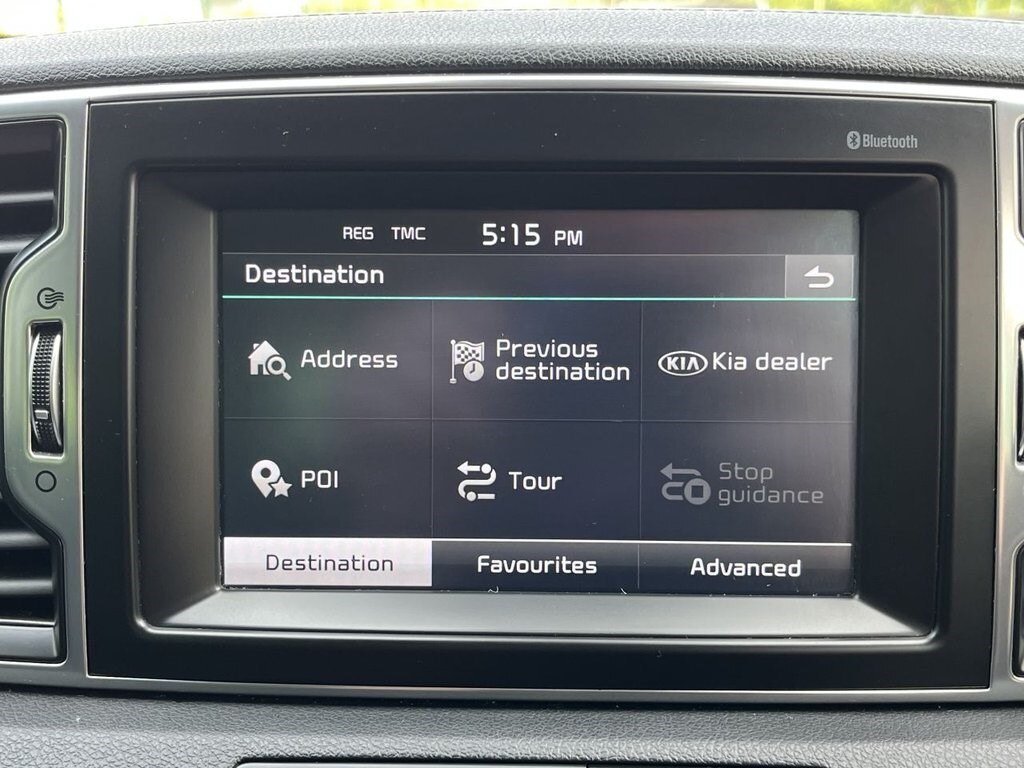 Bluetooth
REG TMC 5:15 PM
Destination
Address
Previous
destination
KIA Kia dealer
POI
Tour
Stop
guidance
Destination Favourites Advanced